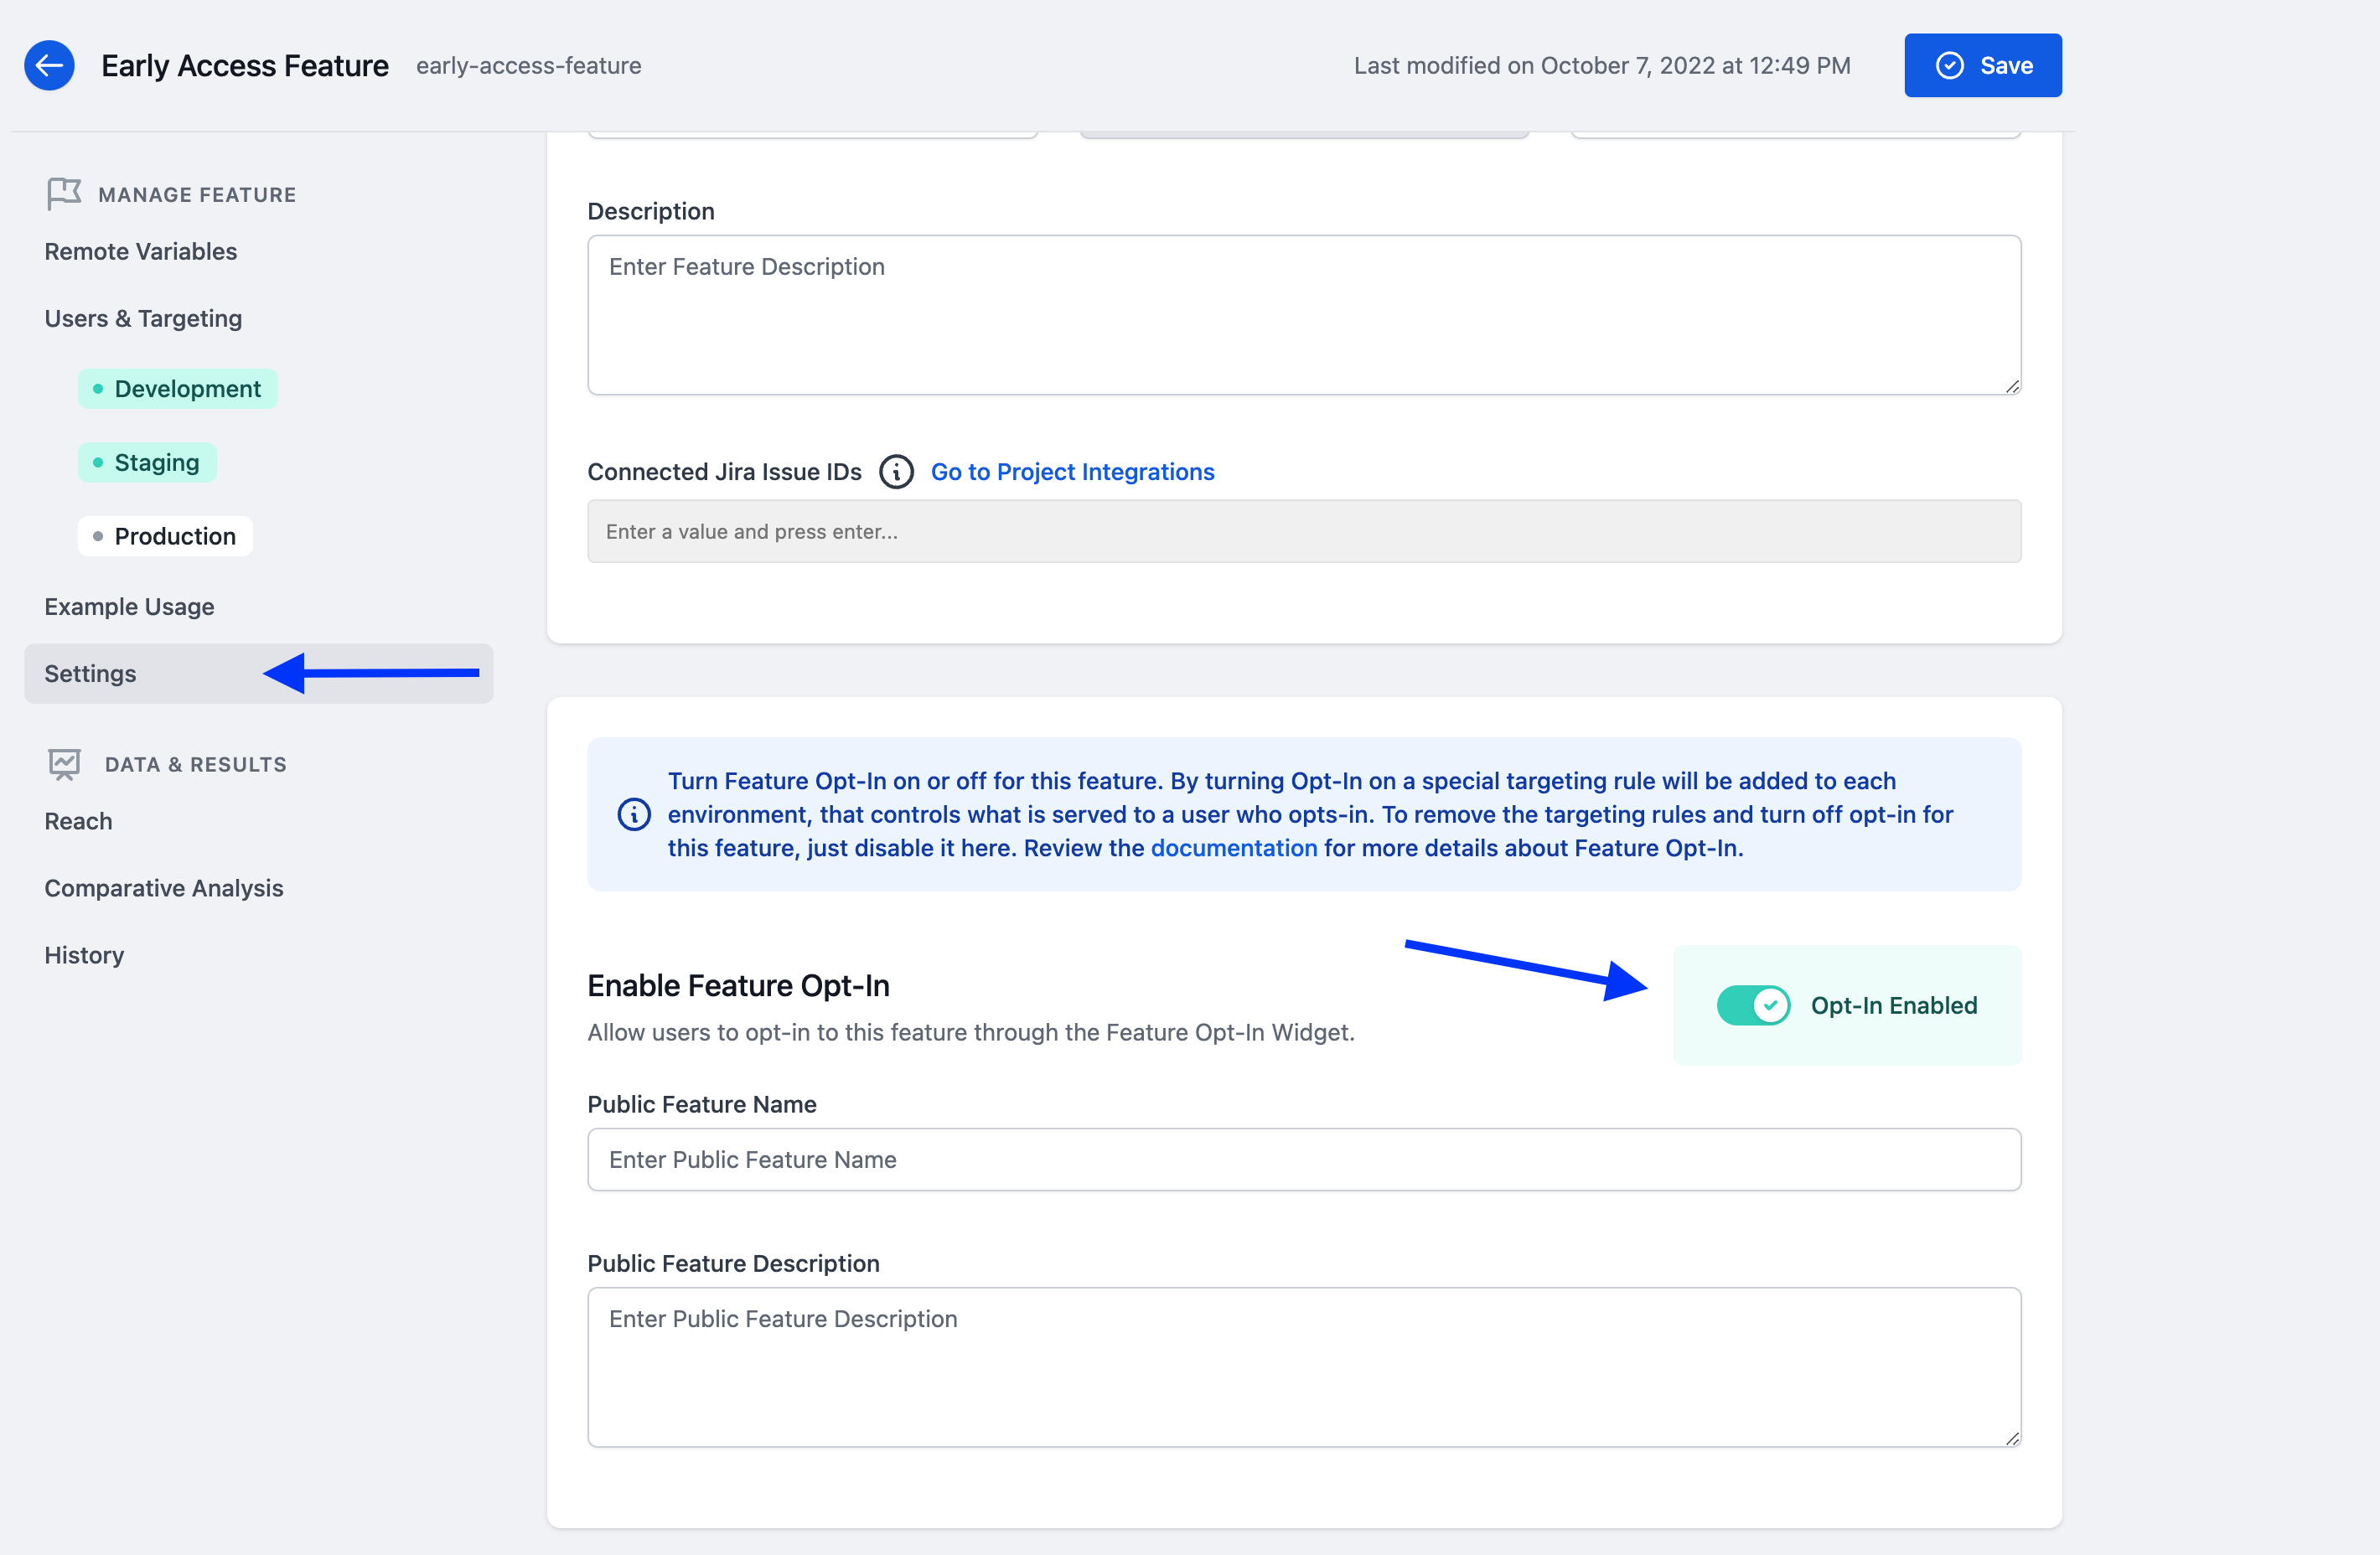 Early Access Feature early-access-feature Last modified on October 7, 2022 at 12:49 PM Save
MANAGE FEATURE
Remote Variables
Users & Targeting
Development
Staging
Production
Example Usage
Settings
DATA & RESULTS
Reach
Comparative Analysis
History
Description
Enter Feature Description
Connected Jira Issue IDs Go to Project Integrations
Enter a value and press enter...
Turn Feature Opt-In on or off for this feature. By turning Opt-In on a special targeting rule will be added to each
environment, that controls what is served to a user who opts-in. To remove the targeting rules and turn off opt-in for
this feature, just disable it here. Review the documentation for more details about Feature Opt-In.
Enable Feature Opt-In
Allow users to opt-in to this feature through the Feature Opt-In Widget.
Opt-In Enabled
Public Feature Name
Enter Public Feature Name
Public Feature Description
Enter Public Feature Description